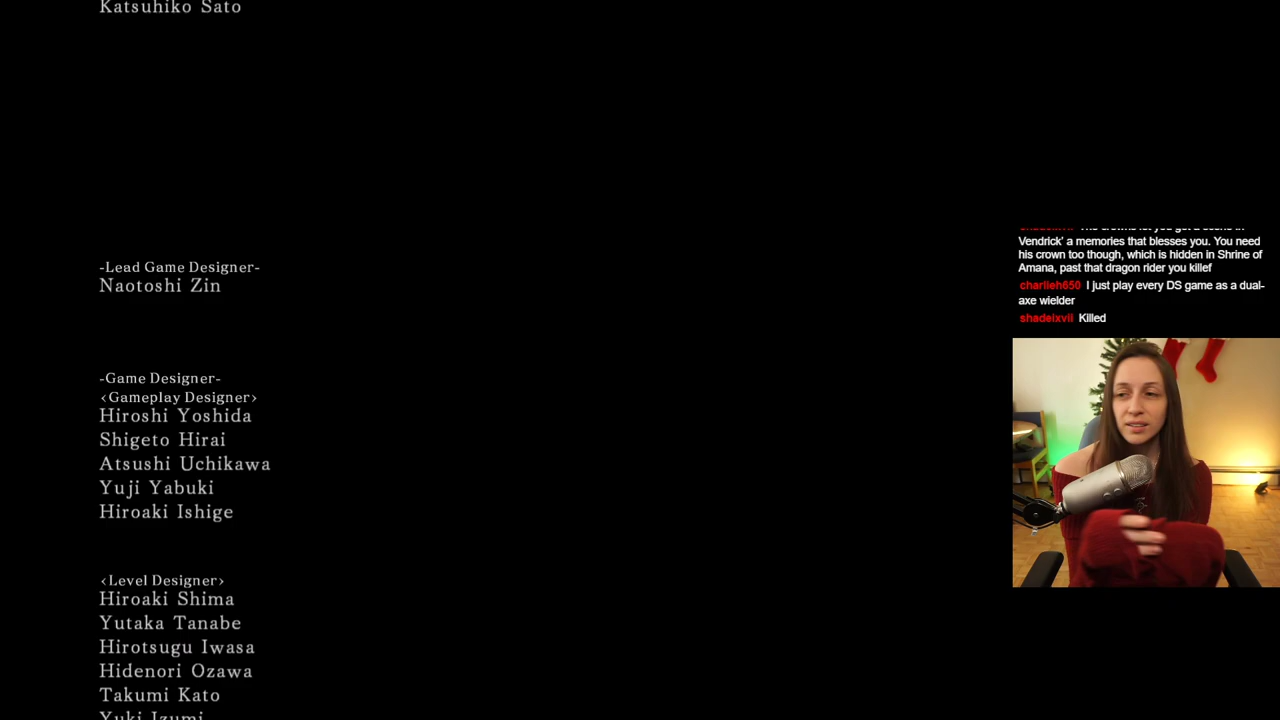 Katsuhiko Sato
-Lead Game Designer-
Naotoshi Zin
-Game Designer-
<Gameplay Designer>
Hiroshi Yoshida
Shigeto Hirai
Atsushi Uchikawa
Yuji Yabuki
Hiroaki Ishige
<Level Designer>
Hiroaki Shima
Yutaka Tanabe
Hirotsugu Iwasa
Hidenori Ozawa
Takumi Kato
Yuki Izumi
Vendrick' a memories that blesses you. You need
his crown too though, which is hidden in Shrine of
Amana, past that dragon rider you killef
charlieh650 I just play every DS game as a dual-
axe wielder
shadeixvii Killed